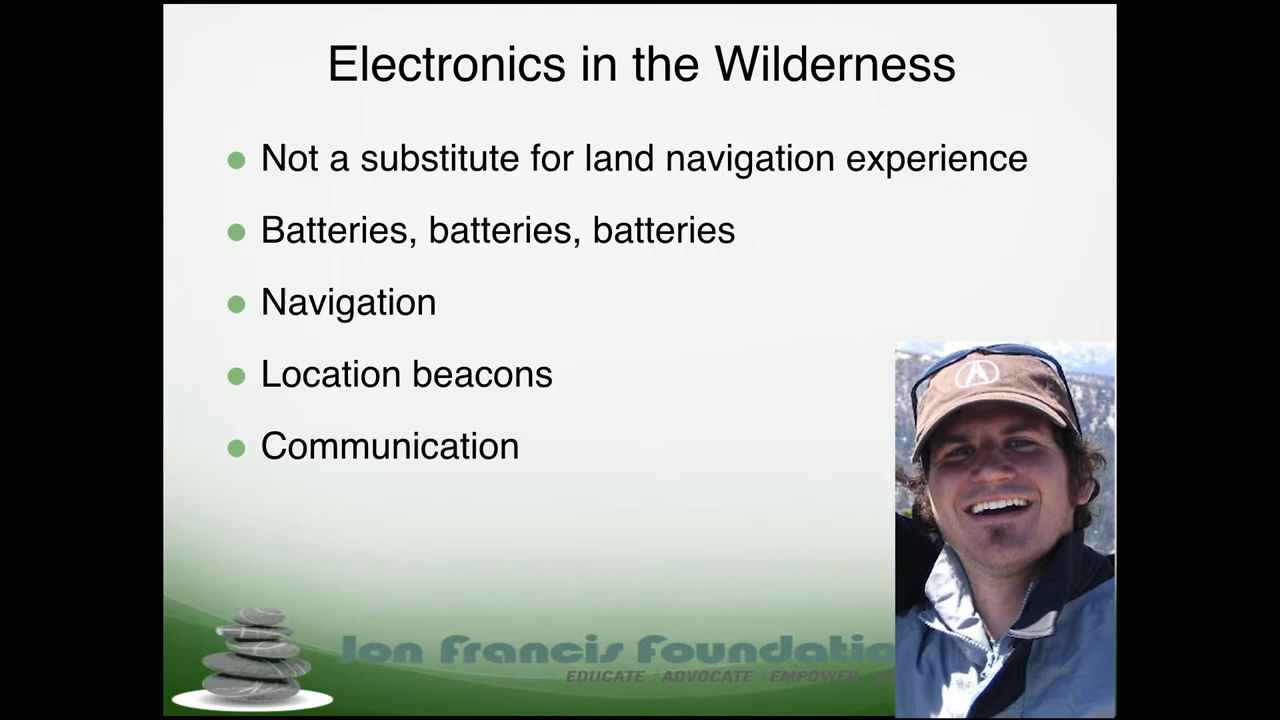 Electronics in the Wilderness
Not a substitute for land navigation experience
Batteries, batteries, batteries
Navigation
Location beacons
Communication
Jon Francis Foundatio
EDUCATE / ADVOCATE / EMPOWER